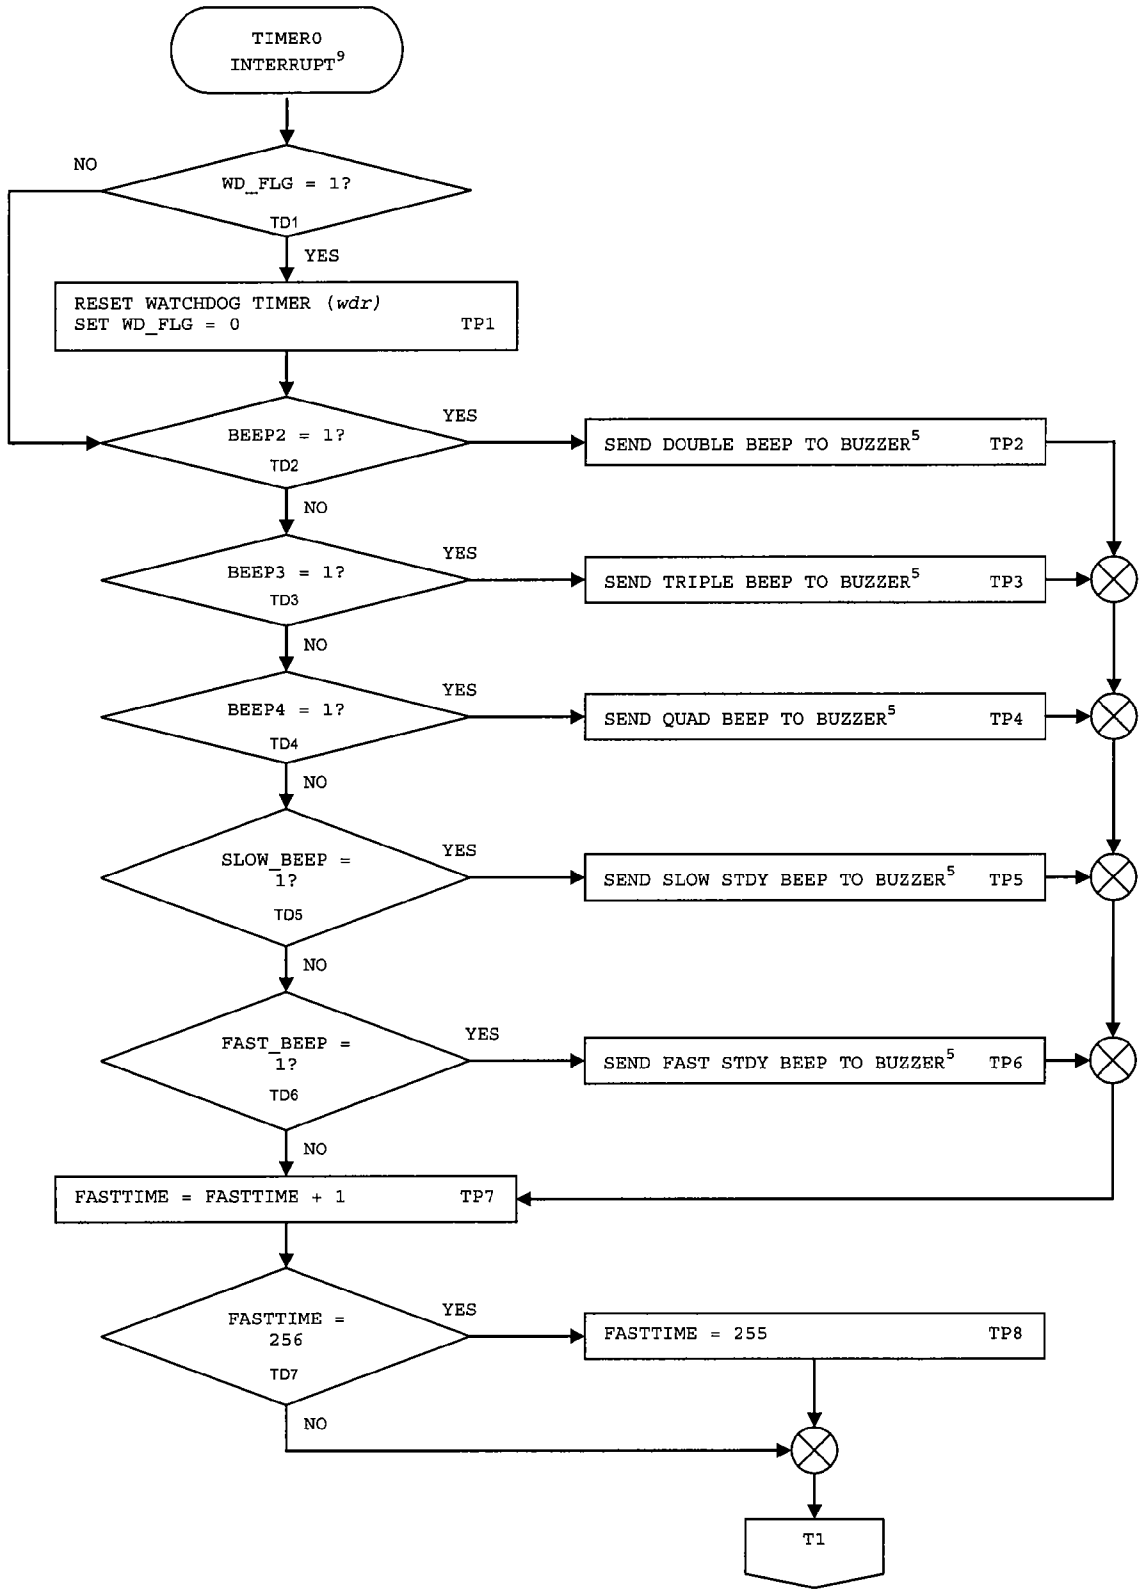 TIMER0
INTERRUPT⁹
NO
WD_FLG = 1?
TD1
YES
RESET WATCHDOG TIMER (wdr)
SET WD_FLG = 0 TP1
BEEP2 = 1?
TD2
YES
SEND DOUBLE BEEP TO BUZZER⁵ TP2
NO
BEEP3 = 1?
TD3
YES
SEND TRIPLE BEEP TO BUZZER⁵ TP3
NO
BEEP4 = 1?
TD4
YES
SEND QUAD BEEP TO BUZZER⁵ TP4
NO
SLOW_BEEP =
1?
TD5
YES
SEND SLOW STDY BEEP TO BUZZER⁵ TP5
NO
FAST_BEEP =
1?
TD6
YES
SEND FAST STDY BEEP TO BUZZER⁵ TP6
NO
FASTTIME = FASTTIME + 1 TP7
FASTTIME =
256
TD7
YES
FASTTIME = 255 TP8
NO
T1